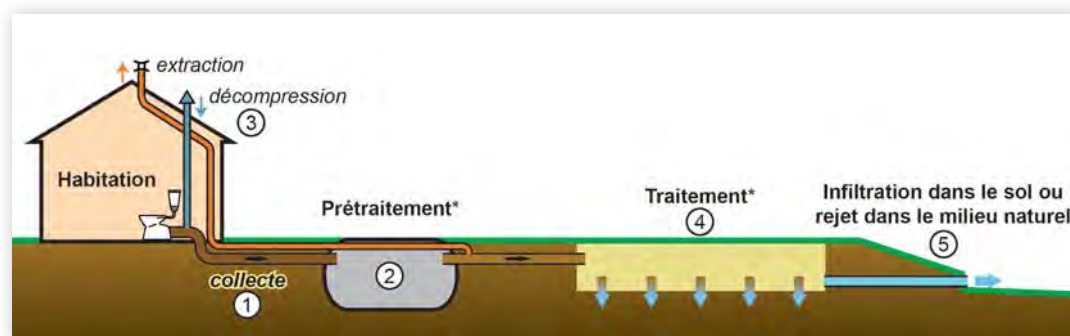 extraction
décompression
3
Habitation
Prétraitement*
Traitement*
4
Infiltration dans le sol ou
rejet dans le milieu naturel
5
collecte
1
2